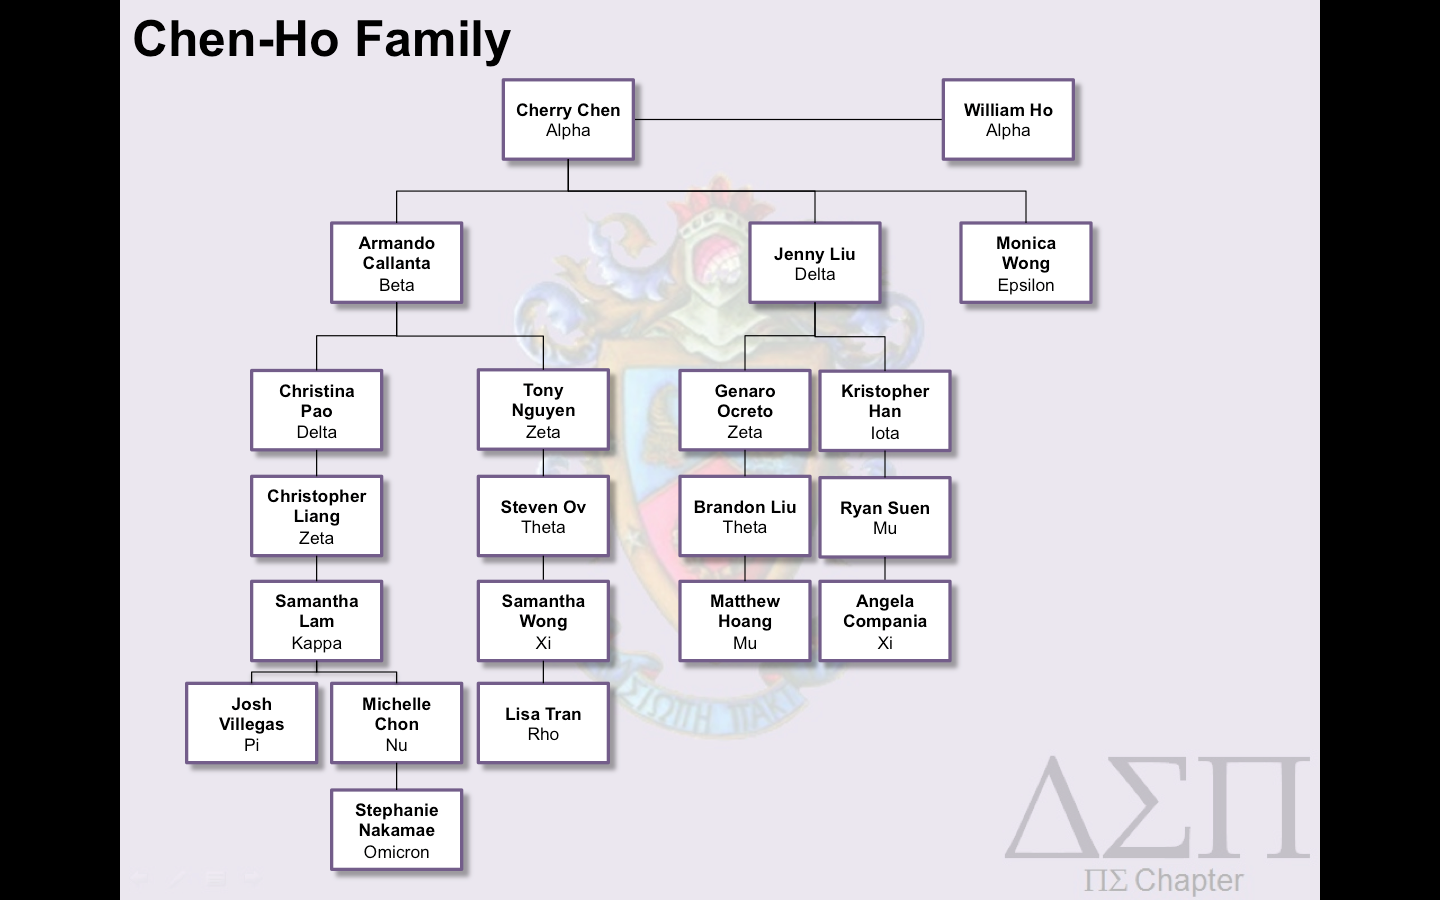 Chen-Ho Family
Cherry Chen
Alpha
William Ho
Alpha
Armando
Callanta
Beta
Jenny Liu
Delta
Monica
Wong
Epsilon
Christina
Pao
Delta
Tony
Nguyen
Zeta
Genaro
Ocreto
Zeta
Kristopher
Han
Iota
Christopher
Liang
Zeta
Steven Ov
Theta
Brandon Liu
Theta
Ryan Suen
Mu
Samantha
Lam
Kappa
Samantha
Wong
Xi
Matthew
Hoang
Mu
Angela
Compania
Xi
Josh
Villegas
Pi
Michelle
Chon
Nu
Lisa Tran
Rho
Stephanie
Nakamae
Omicron
ΔΣΠ
ΠΣ Chapter